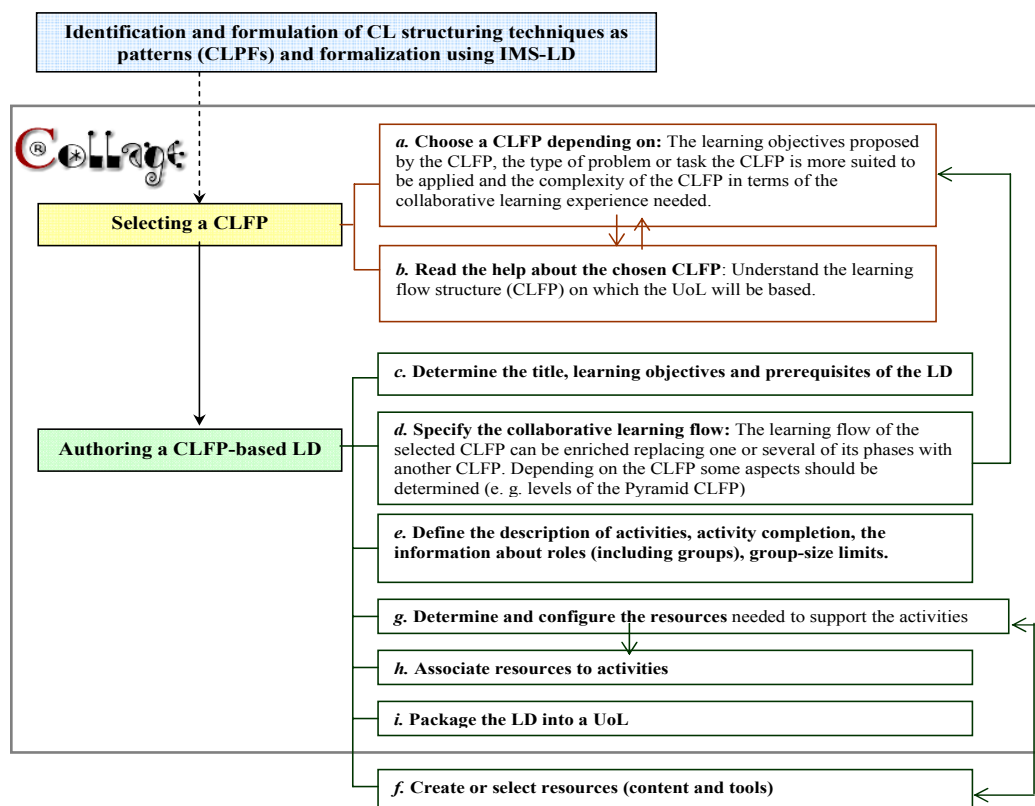 Identification and formulation of CL structuring techniques as
patterns (CLPFs) and formalization using IMS-LD
® Collage
a. Choose a CLFP depending on: The learning objectives
proposed by the CLFP, the type of problem or task the CLFP is more suited to
be applied and the complexity of the CLFP in terms of the
collaborative learning experience needed.
Selecting a CLFP
b. Read the help about the chosen CLFP: Understand the learning
flow structure (CLFP) on which the UoL will be based.
c. Determine the title, learning objectives and prerequisites of the LD
Authoring a CLFP-based LD
d. Specify the collaborative learning flow: The learning flow of the
selected CLFP can be enriched replacing one or several of its phases with
another CLFP. Depending on the CLFP some aspects should be
determined (e. g. levels of the Pyramid CLFP)
e. Define the description of activities, activity completion, the
information about roles (including groups), group-size limits.
g. Determine and configure the resources needed to support the activities
h. Associate resources to activities
i. Package the LD into a UoL
f. Create or select resources (content and tools)